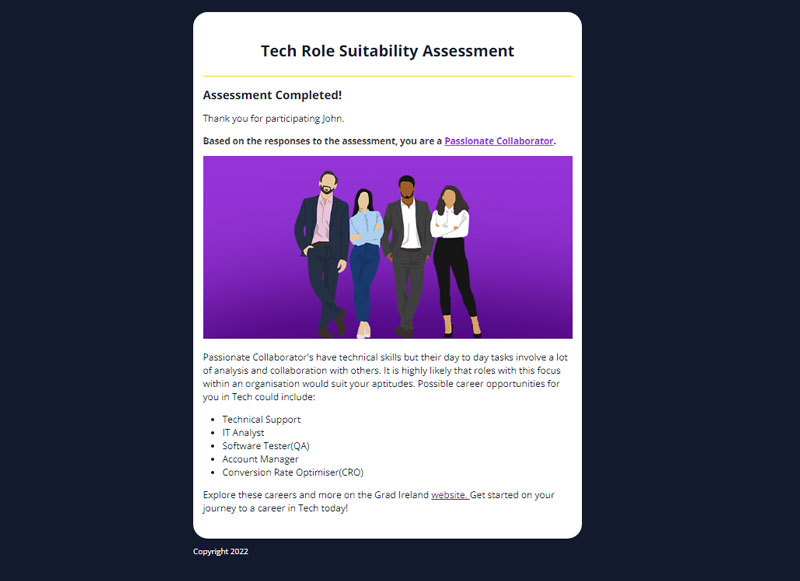 Tech Role Suitability Assessment
Assessment Completed!
Thank you for participating John.
Based on the responses to the assessment, you are a Passionate Collaborator.
Passionate Collaborator's have technical skills but their day to day tasks involve a lot
of analysis and collaboration with others. It is highly likely that roles with this focus
within an organisation would suit your aptitudes. Possible career opportunities for
you in Tech could include:
• Technical Support
• IT Analyst
• Software Tester(QA)
• Account Manager
• Conversion Rate Optimiser(CRO)
Explore these careers and more on the Grad Ireland website. Get started on your
journey to a career in Tech today!
Copyright 2022